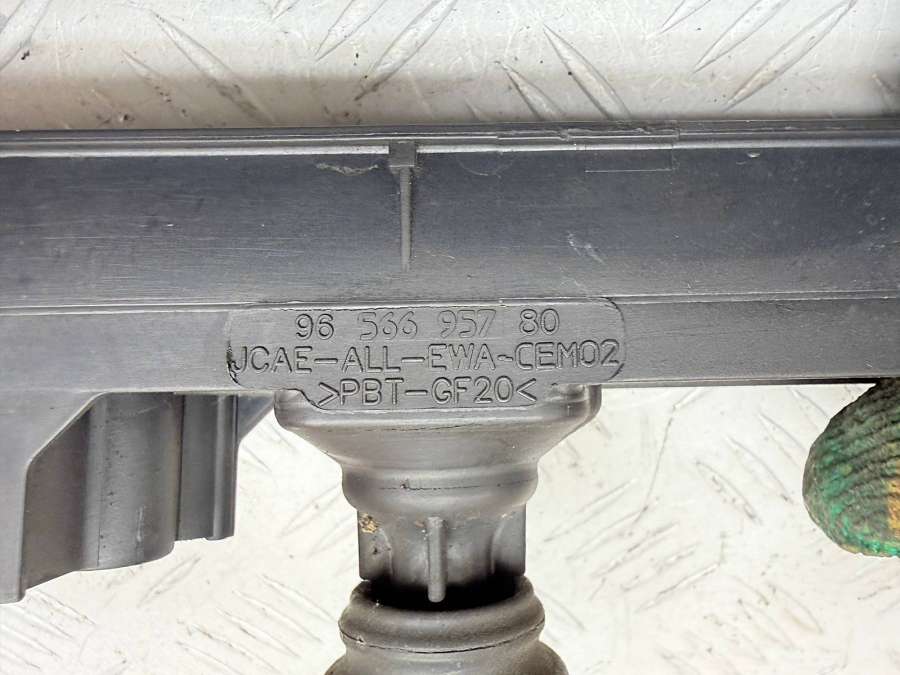 96 566 957 80
JCAE-ALL-EWA-CEM02
>PBT-GF20<